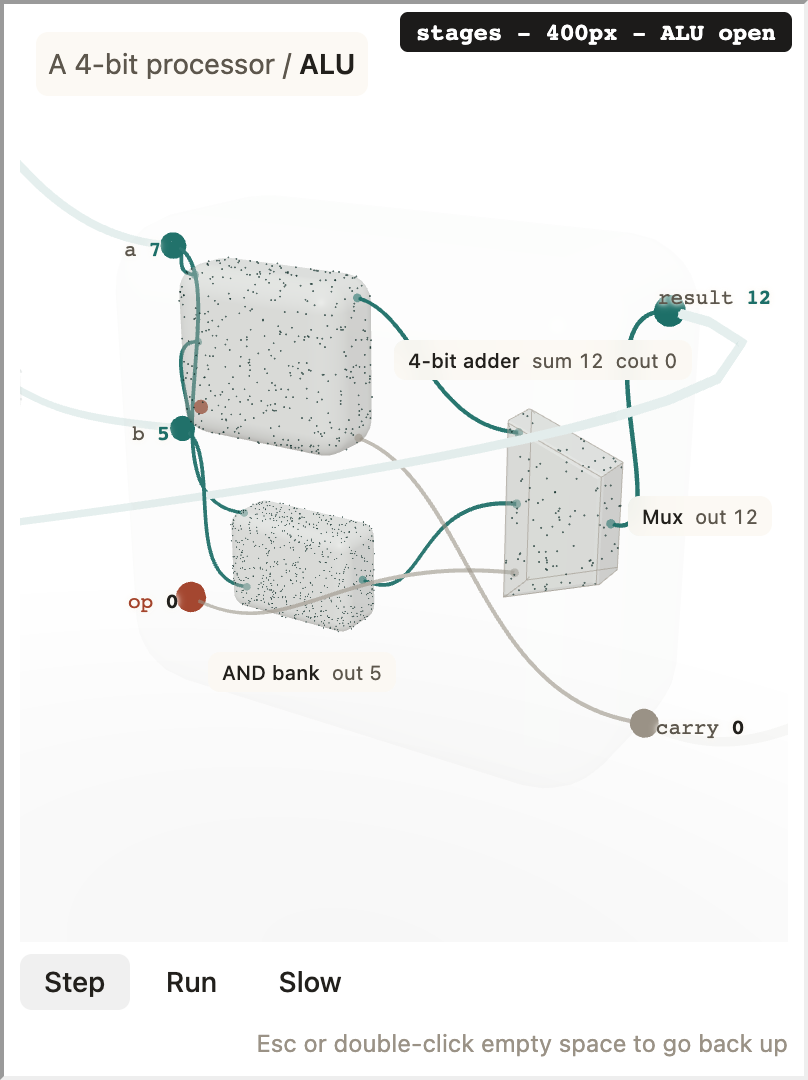 stages - 400px - ALU open
A 4-bit processor / ALU
a 7
result 12
4-bit adder sum 12 cout 0
b 5
Mux out 12
op 0
AND bank out 5
carry 0
Step Run Slow
Esc or double-click empty space to go back up